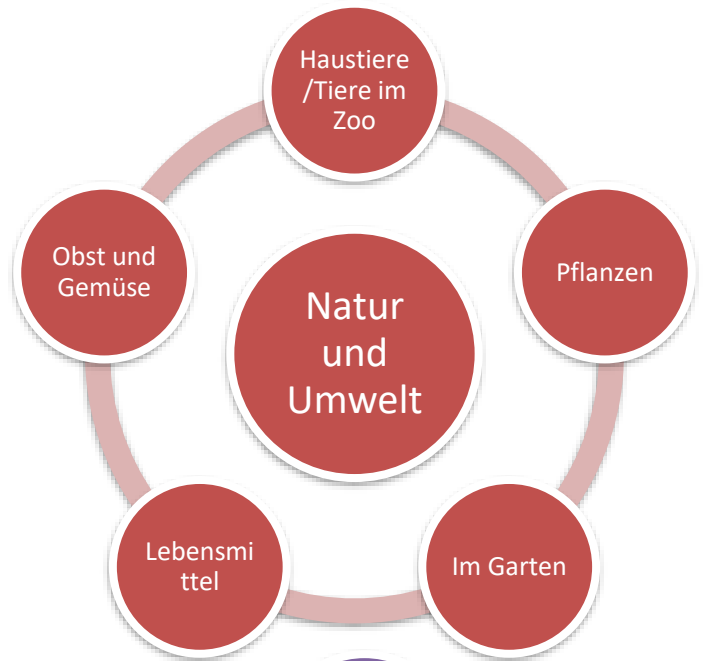 Haustiere
/Tiere im
Zoo
Pflanzen
Im Garten
Lebensmi
ttel
Obst und
Gemüse
Natur
und
Umwelt